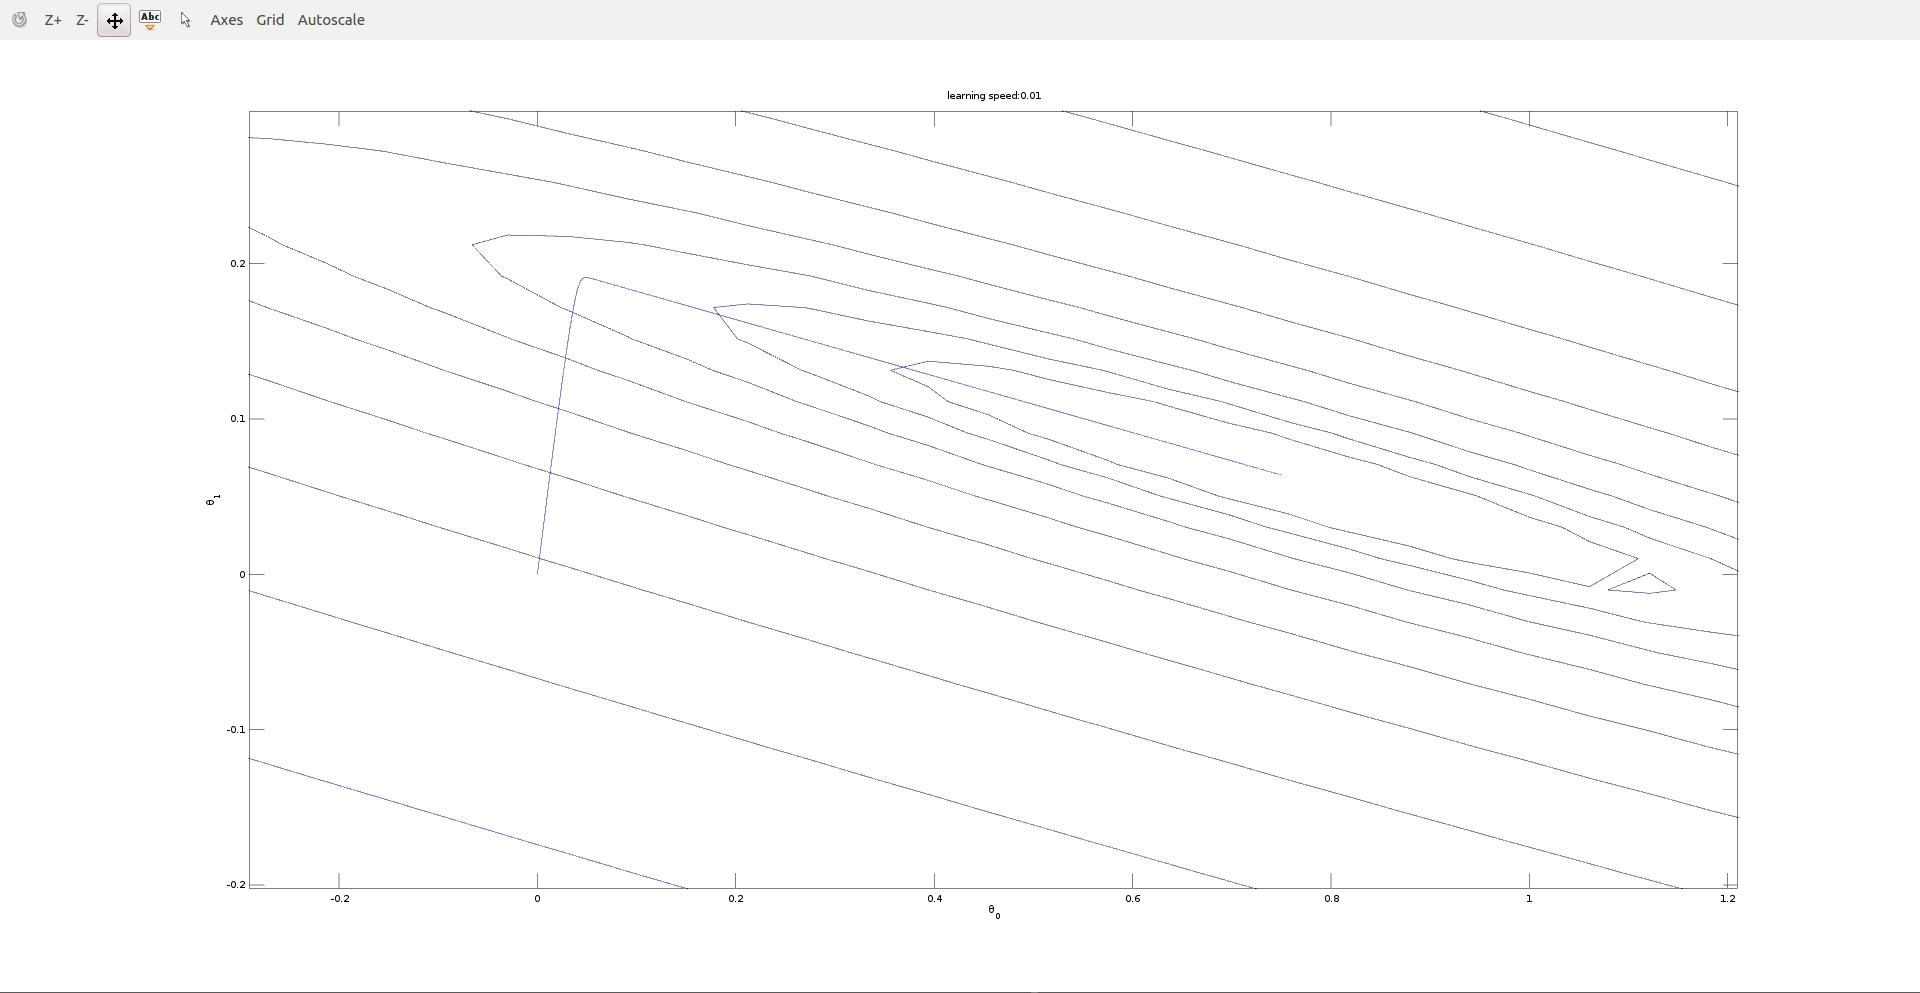 Z+ Z- Abc Axes Grid Autoscale
learning speed:0.01
0.2
0.1
θ1
0
-0.1
-0.2
-0.2 0 0.2 0.4 0.6 0.8 1 1.2
θ0